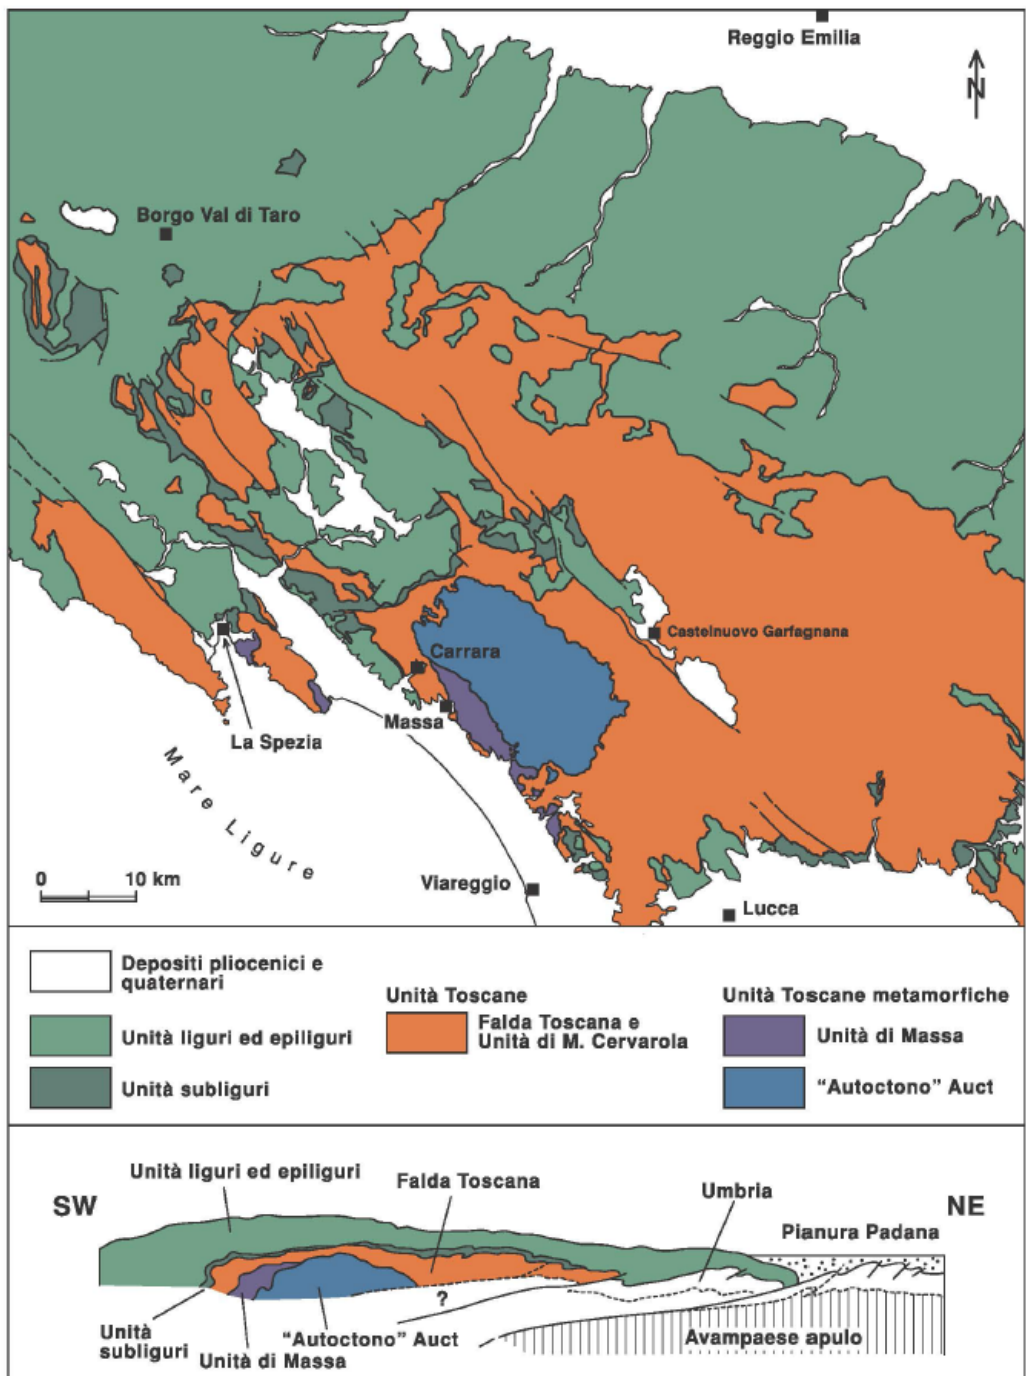 Reggio Emilia
N
Borgo Val di Taro
Castelnuovo Garfagnana
Carrara
Massa
La Spezia
Mare Ligure
0 10 km
Viareggio
Lucca
Depositi pliocenici e
quaternari
Unità liguri ed epiliguri
Unità subliguri
Unità Toscane
Falda Toscana e
Unità di M. Cervarola
Unità Toscane metamorfiche
Unità di Massa
“Autoctono” Auct
Unità liguri ed epiliguri
Falda Toscana
Umbria
SW
NE
Pianura Padana
?
Unità
subliguri
“Autoctono” Auct
Unità di Massa
Avampaese apulo